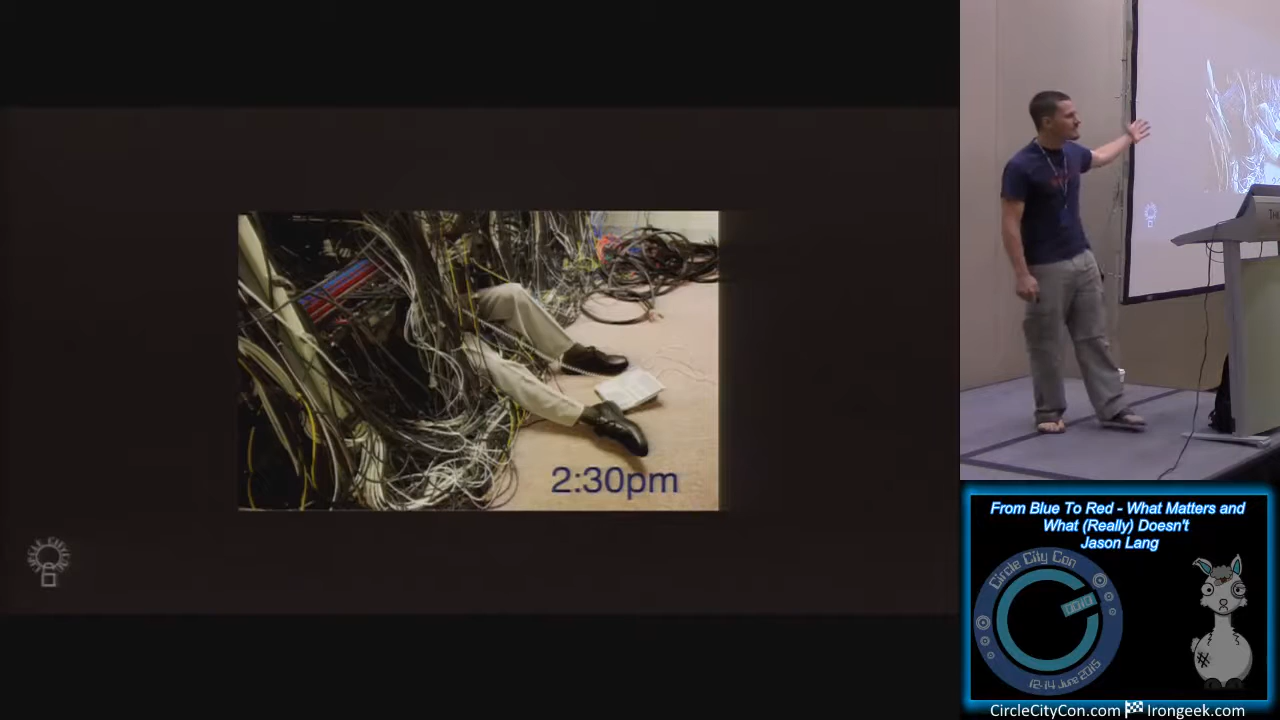 2:30pm
From Blue To Red - What Matters and
What (Really) Doesn't
Jason Lang
Circle City Con
12-14 June 2015
CircleCityCon.com Irongeek.com